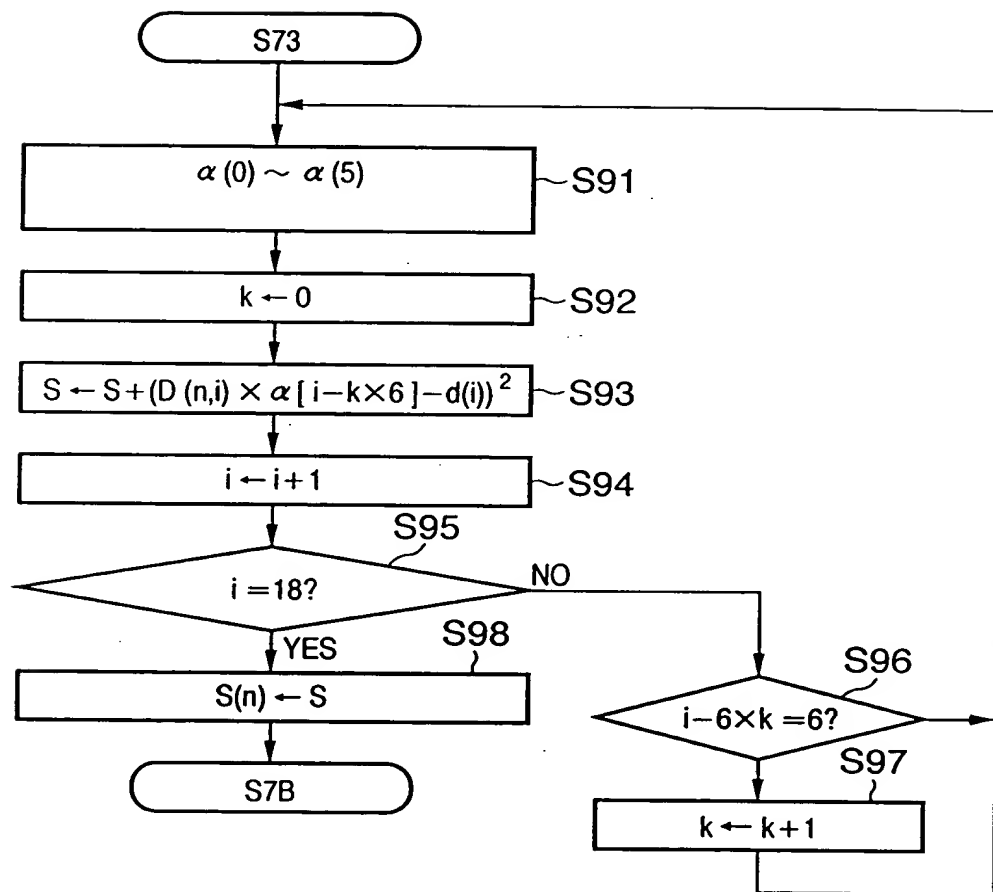 S73
α(0) ~ α(5)
S91
k ← 0
S92
S ← S+(D (n,i) × α[ i−k×6 ]−d(i))²
S93
i ← i+1
S94
S95
i =18?
NO
YES
S98
S(n) ← S
S7B
S96
i−6×k =6?
S97
k ← k+1